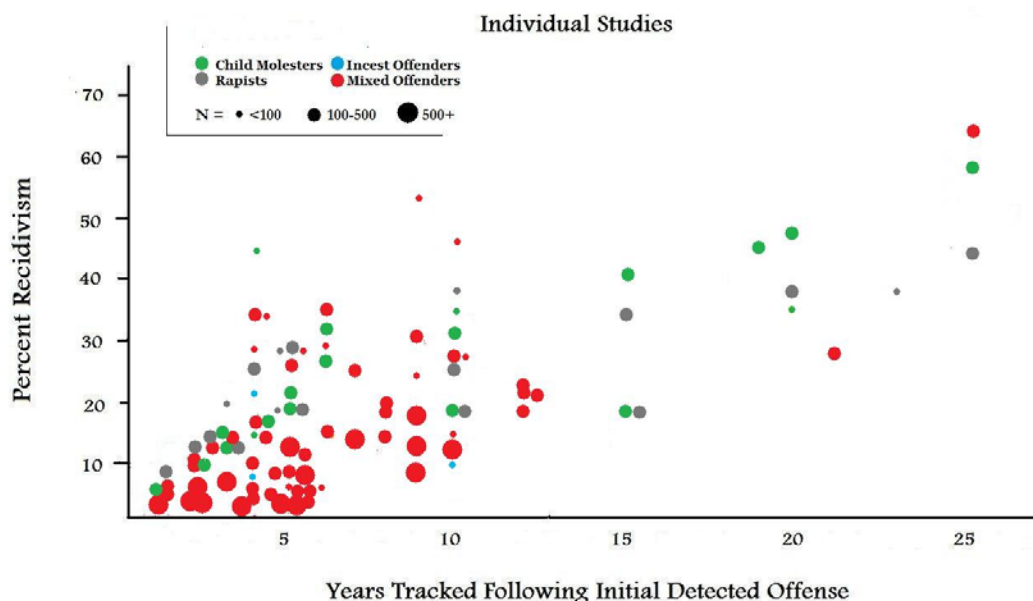 Individual Studies
Child Molesters Incest Offenders
Rapists Mixed Offenders
N = <100 100-500 500+
70
60
50
40
30
20
10
Percent Recidivism
5 10 15 20 25
Years Tracked Following Initial Detected Offense